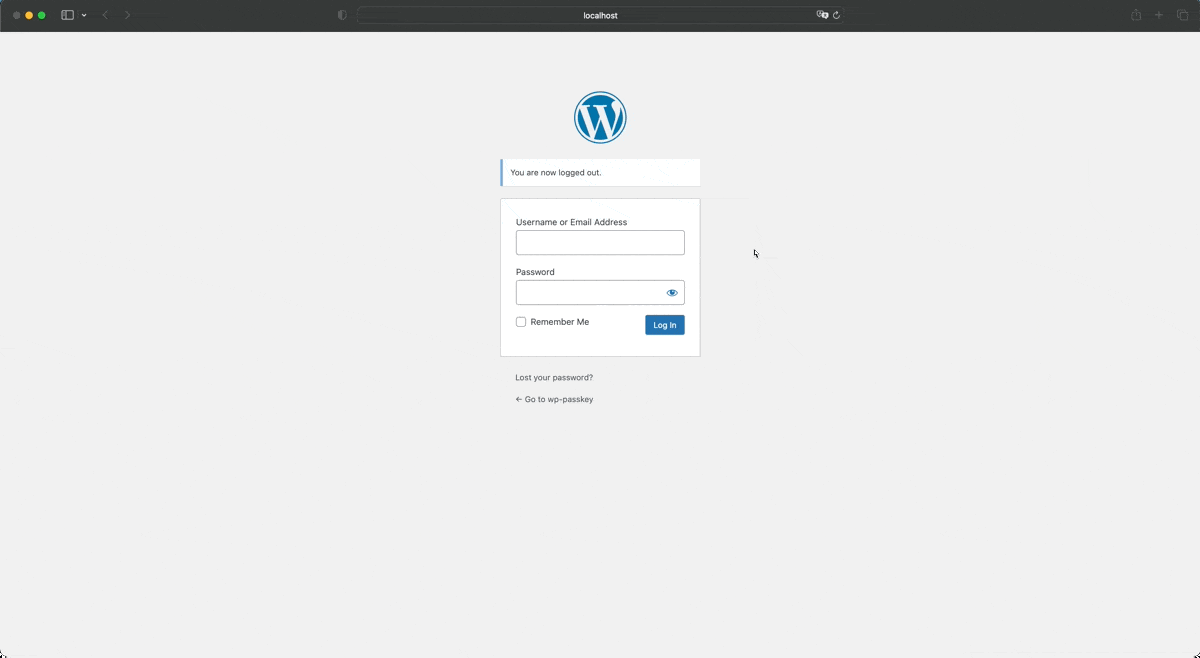 localhost
You are now logged out.
Username or Email Address
Password
Remember Me
Log In
Lost your password?
← Go to wp-passkey